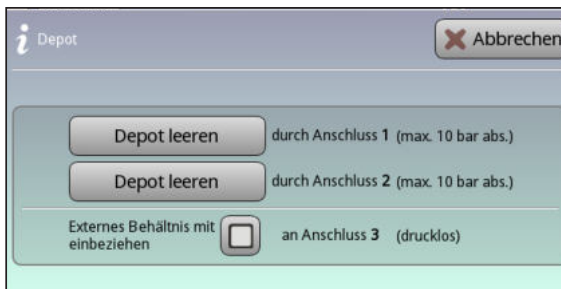 Depot
Abbrechen
Depot leeren durch Anschluss 1 (max. 10 bar abs.)
Depot leeren durch Anschluss 2 (max. 10 bar abs.)
Externes Behältnis mit
einbeziehen
an Anschluss 3 (drucklos)